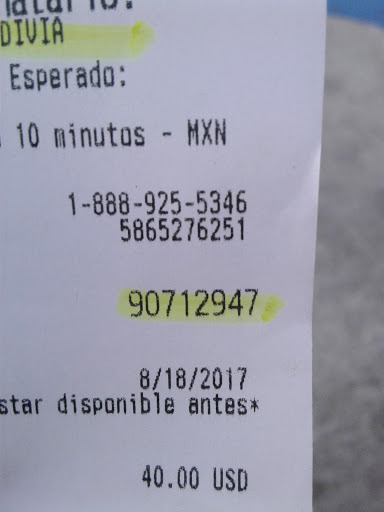 DIVIA
Esperado:
10 minutos - MXN
1-888-925-5346
5865276251
90712947
8/18/2017
star disponible antes*
40.00 USD